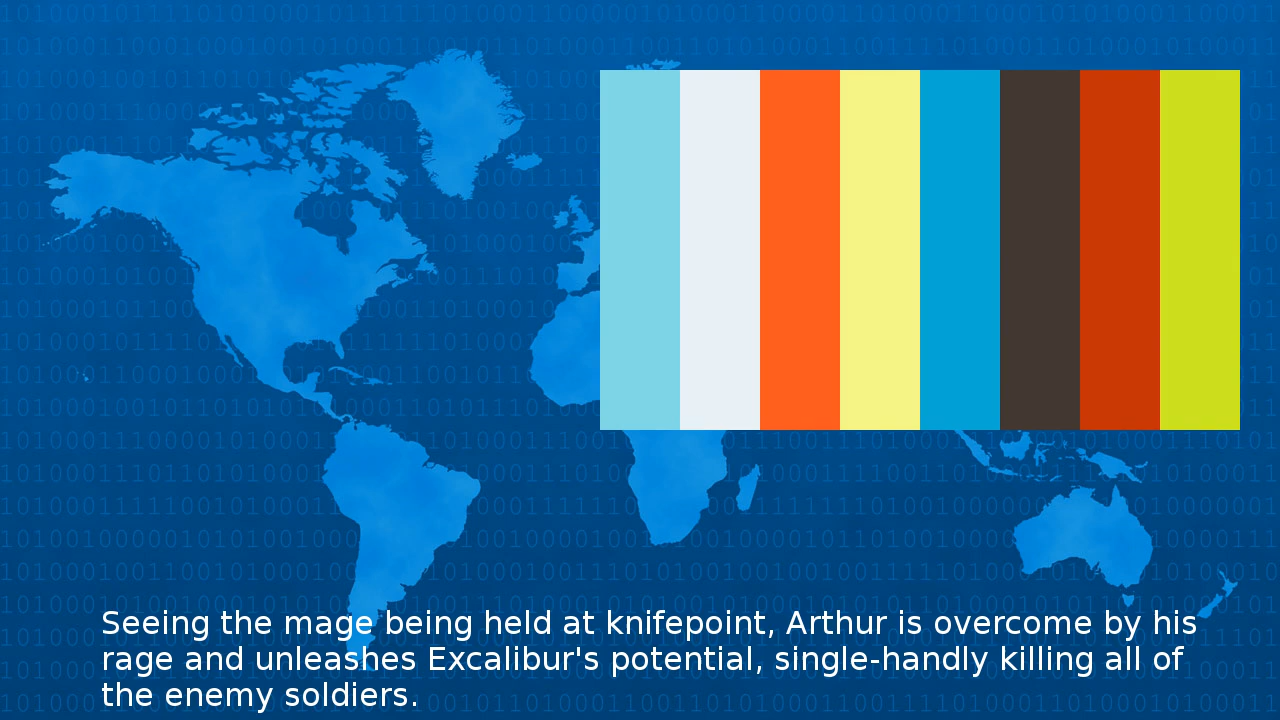 Seeing the mage being held at knifepoint, Arthur is overcome by his
rage and unleashes Excalibur's potential, single-handly killing all of
the enemy soldiers.